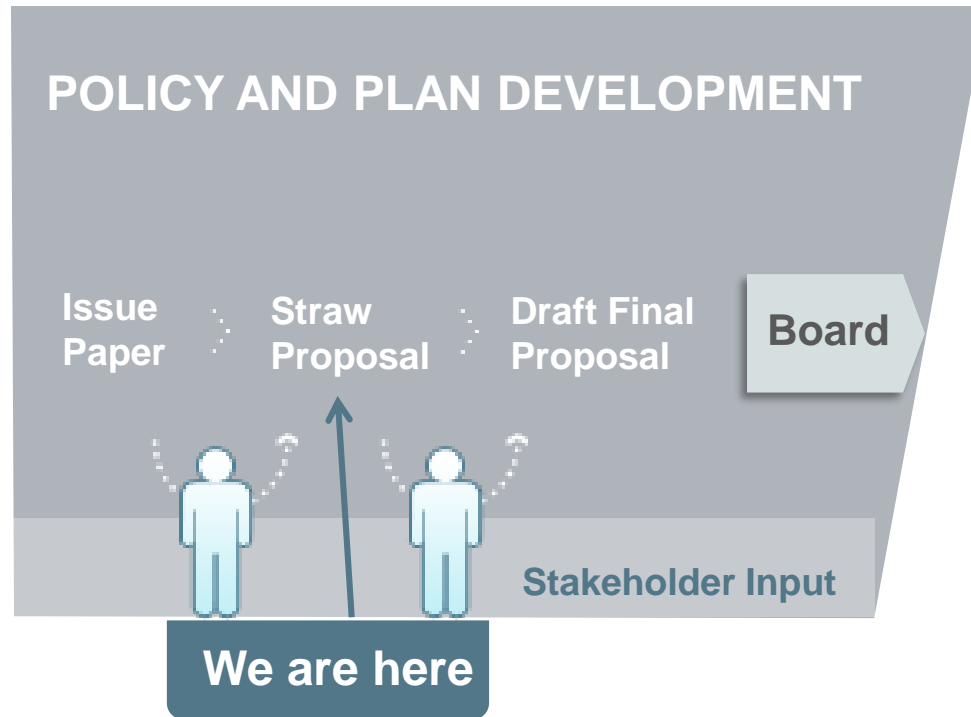 POLICY AND PLAN DEVELOPMENT
Issue
Paper
Straw
Proposal
Draft Final
Proposal
Board
Stakeholder Input
We are here